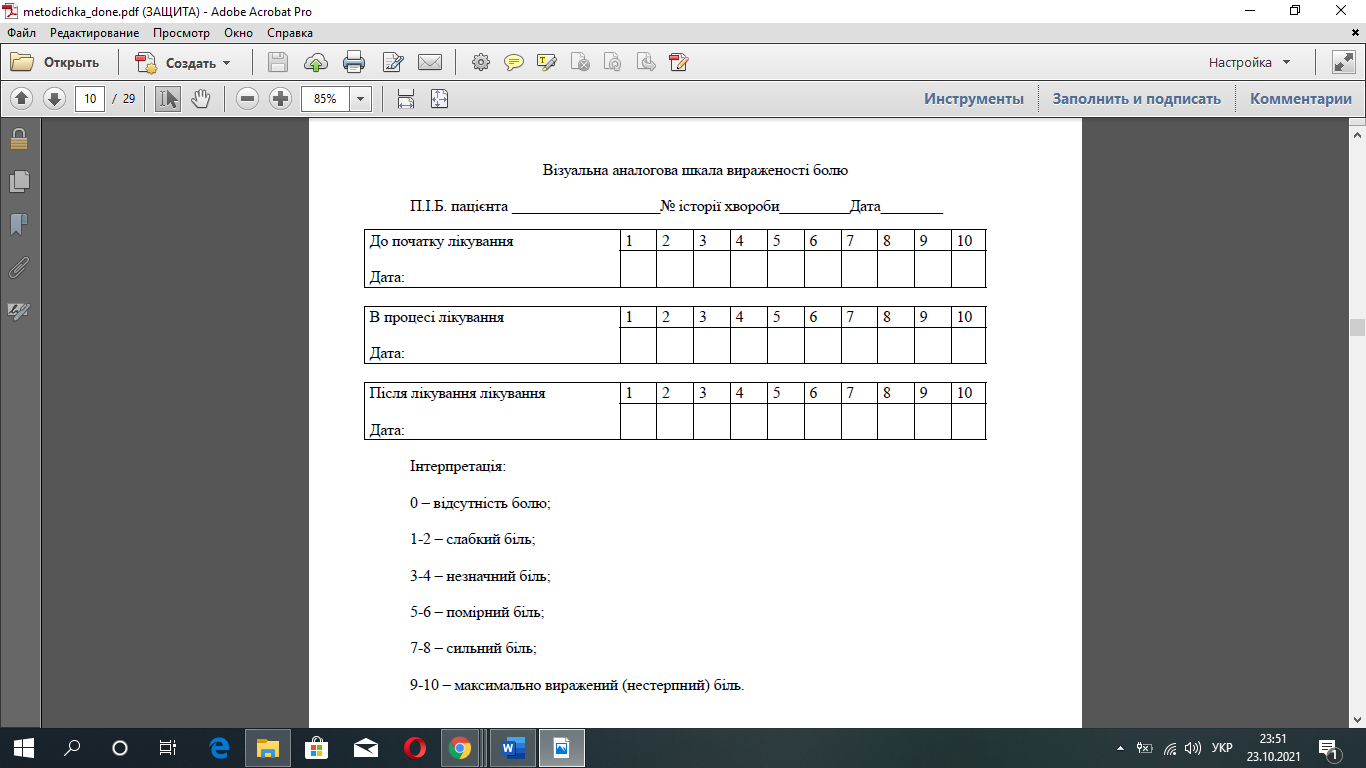 metodichka_done.pdf (ЗАЩИТА) - Adobe Acrobat Pro
Файл Редактирование Просмотр Окно Справка
Открыть Создать Настройка
10 / 29 85% Инструменты Заполнить и подписать Комментарии
Візуальна аналогова шкала вираженості болю
П.І.Б. пацієнта ___________________№ історії хвороби_________Дата________
До початку лікування 1 2 3 4 5 6 7 8 9 10
Дата:
В процесі лікування 1 2 3 4 5 6 7 8 9 10
Дата:
Після лікування лікування 1 2 3 4 5 6 7 8 9 10
Дата:
Інтерпретація:
0 – відсутність болю;
1-2 – слабкий біль;
3-4 – незначний біль;
5-6 – помірний біль;
7-8 – сильний біль;
9-10 – максимально виражений (нестерпний) біль.
УКР 23:51
23.10.2021 1